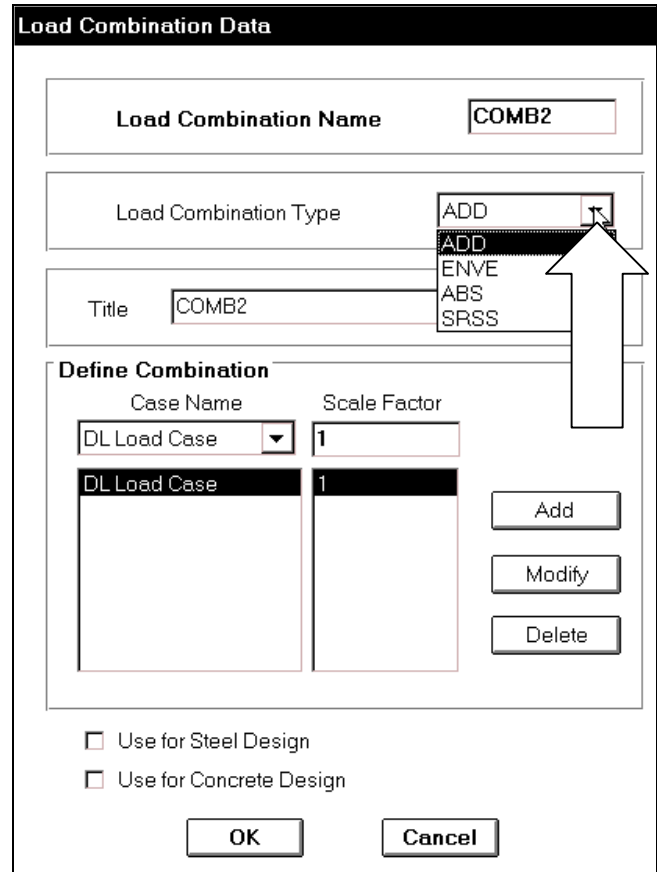 Load Combination Data
Load Combination Name COMB2
Load Combination Type ADD
ADD
ENVE
ABS
SRSS
Title COMB2
Define Combination
Case Name Scale Factor
DL Load Case 1
DL Load Case 1
Add
Modify
Delete
Use for Steel Design
Use for Concrete Design
OK Cancel